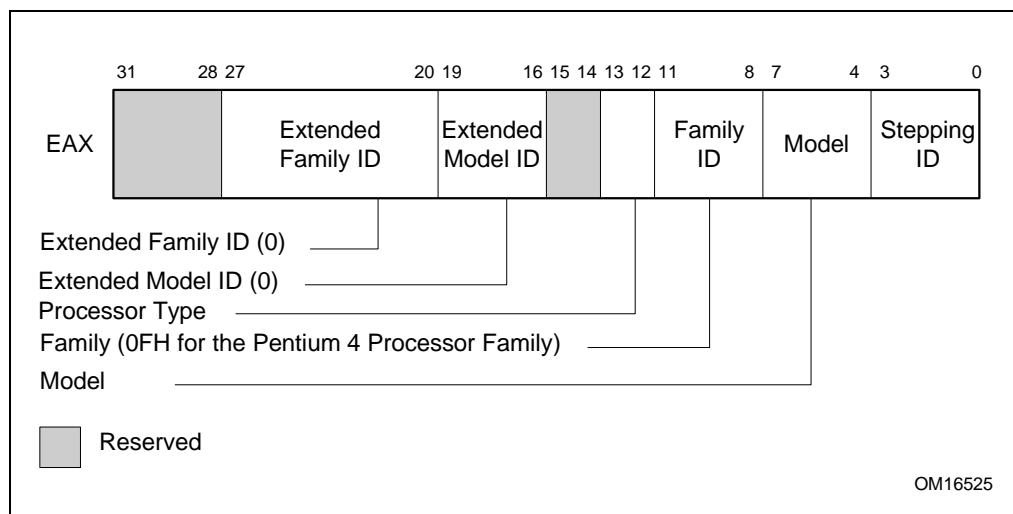 31 28 27 20 19 16 15 14 13 12 11 8 7 4 3 0
EAX
Extended Family ID
Extended Model ID
Family ID
Model
Stepping ID
Extended Family ID (0)
Extended Model ID (0)
Processor Type
Family (0FH for the Pentium 4 Processor Family)
Model
Reserved
OM16525